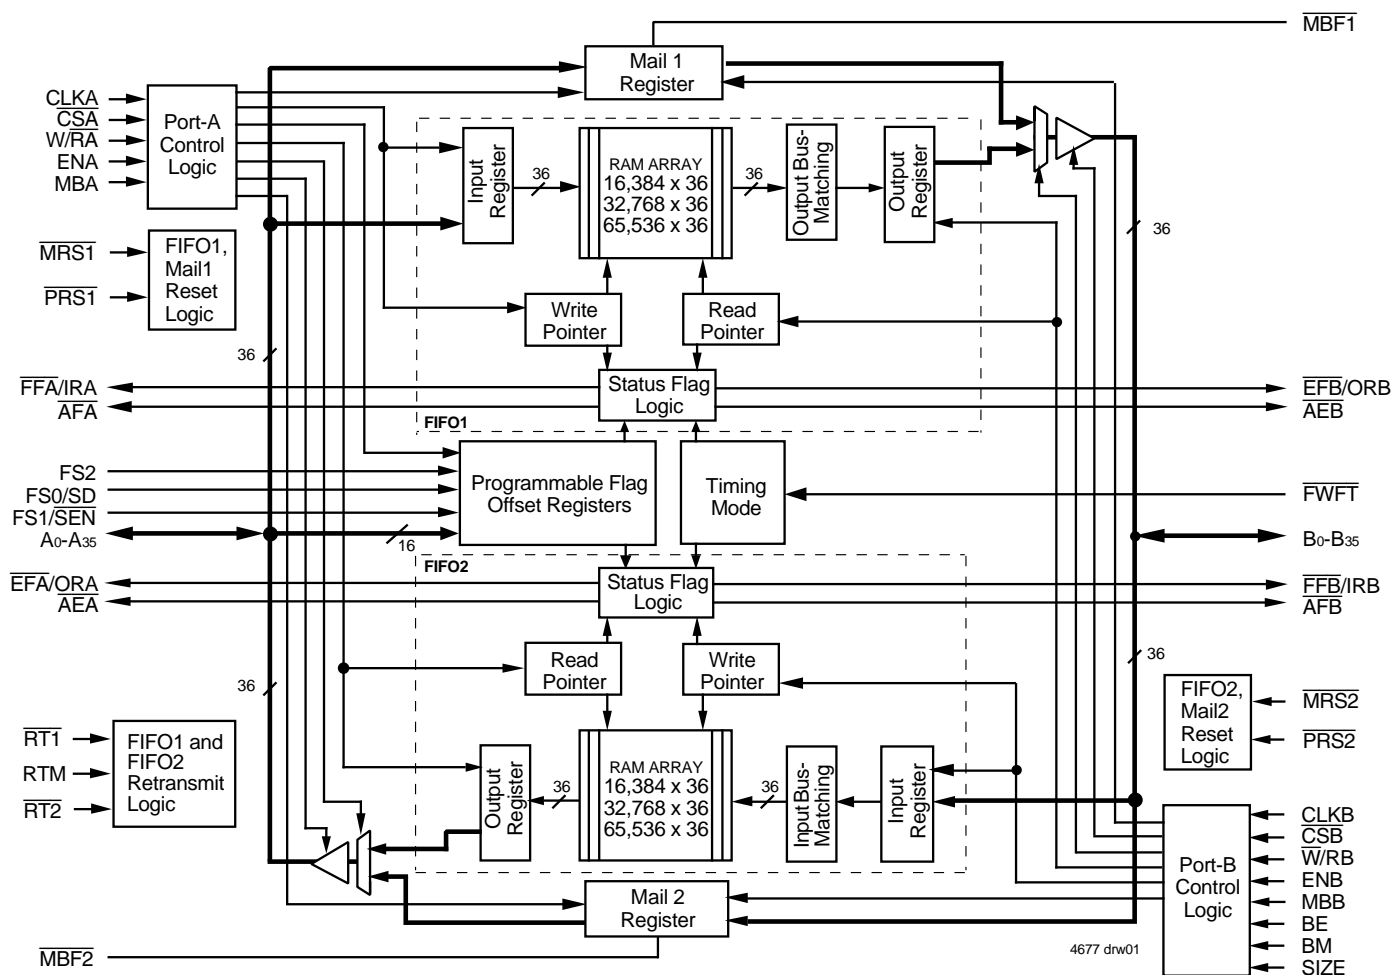 MBF1
Mail 1
Register
CLKA
CSA
W/RA
ENA
MBA
Port-A
Control
Logic
Input
Register
36
RAM ARRAY
16,384 x 36
32,768 x 36
65,536 x 36
36
Output Bus-
Matching
Output
Register
36
MRS1
PRS1
FIFO1,
Mail1
Reset
Logic
Write
Pointer
Read
Pointer
36
FFA/IRA
AFA
Status Flag
Logic
EFB/ORB
AEB
FIFO1
FS2
FS0/SD
FS1/SEN
A0-A35
16
Programmable Flag
Offset Registers
Timing
Mode
FWFT
B0-B35
FIFO2
EFA/ORA
AEA
Status Flag
Logic
FFB/IRB
AFB
Read
Pointer
Write
Pointer
36
36
FIFO2,
Mail2
Reset
Logic
MRS2
PRS2
RT1
RTM
RT2
FIFO1 and
FIFO2
Retransmit
Logic
Output
Register
36
RAM ARRAY
16,384 x 36
32,768 x 36
65,536 x 36
36
Input Bus-
Matching
Input
Register
Mail 2
Register
Port-B
Control
Logic
CLKB
CSB
W/RB
ENB
MBB
BE
BM
SIZE
MBF2
4677 drw01